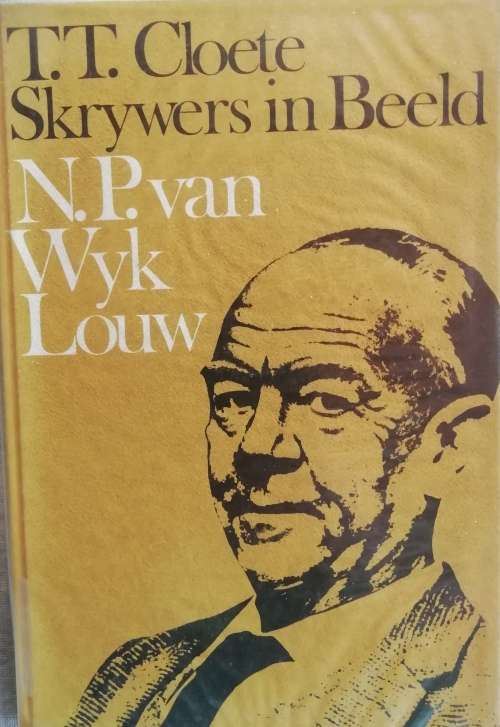 T.T. Cloete
Skrywers in Beeld
N.P. van
Wyk
Louw